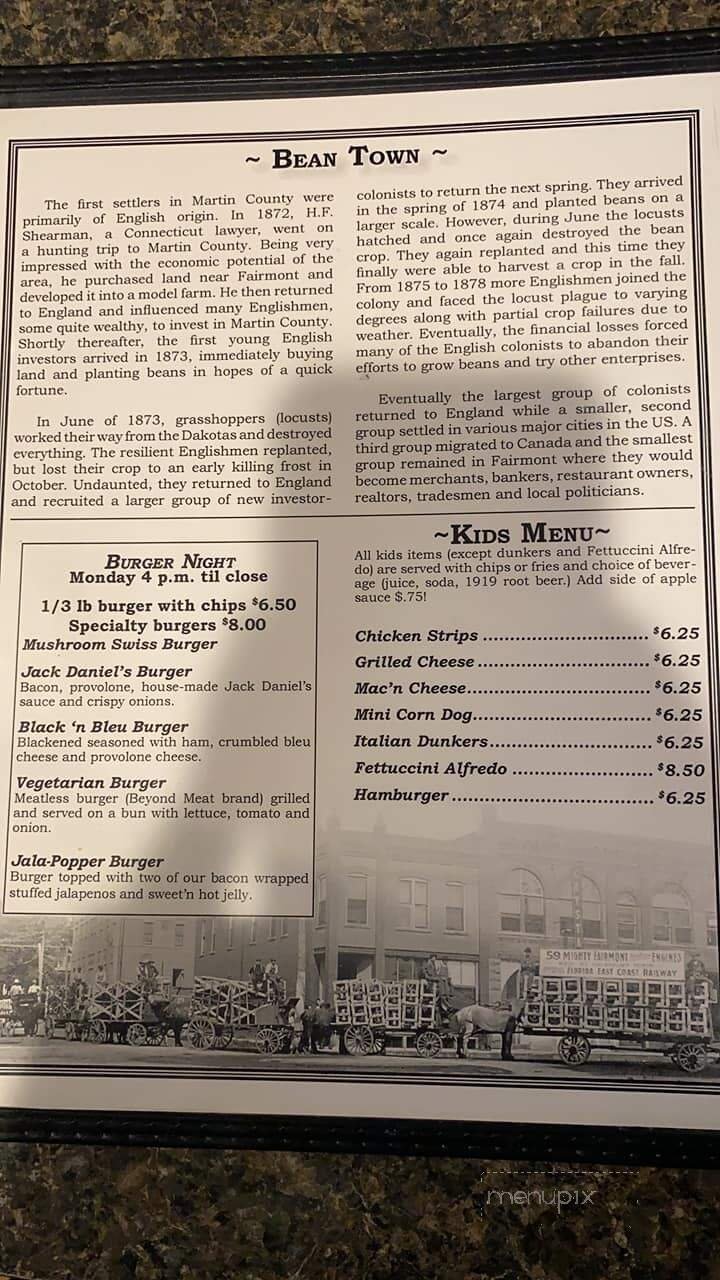 ~ BEAN TOWN ~
The first settlers in Martin County were
primarily of English origin. In 1872, H.F.
Shearman, a Connecticut lawyer, went on
a hunting trip to Martin County. Being very
impressed with the economic potential of the
area, he purchased land near Fairmont and
developed it into a model farm. He then returned
to England and influenced many Englishmen,
some quite wealthy, to invest in Martin County.
Shortly thereafter, the first young English
investors arrived in 1873, immediately buying
land and planting beans in hopes of a quick
fortune.
In June of 1873, grasshoppers (locusts)
worked their way from the Dakotas and destroyed
everything. The resilient Englishmen replanted,
but lost their crop to an early killing frost in
October. Undaunted, they returned to England
and recruited a larger group of new investor-
colonists to return the next spring. They arrived
in the spring of 1874 and planted beans on a
larger scale. However, during June the locusts
hatched and once again destroyed the bean
crop. They again replanted and this time they
finally were able to harvest a crop in the fall.
From 1875 to 1878 more Englishmen joined the
colony and faced the locust plague to varying
degrees along with partial crop failures due to
weather. Eventually, the financial losses forced
many of the English colonists to abandon their
efforts to grow beans and try other enterprises.
Eventually the largest group of colonists
returned to England while a smaller, second
group settled in various major cities in the US. A
third group migrated to Canada and the smallest
group remained in Fairmont where they would
become merchants, bankers, restaurant owners,
realtors, tradesmen and local politicians.
BURGER NIGHT
Monday 4 p.m. til close
1/3 lb burger with chips $6.50
Specialty burgers $8.00
Mushroom Swiss Burger
Jack Daniel's Burger
Bacon, provolone, house-made Jack Daniel's
sauce and crispy onions.
Black 'n Bleu Burger
Blackened seasoned with ham, crumbled bleu
cheese and provolone cheese.
Vegetarian Burger
Meatless burger (Beyond Meat brand) grilled
and served on a bun with lettuce, tomato and
onion.
Jala-Popper Burger
Burger topped with two of our bacon wrapped
stuffed jalapenos and sweet'n hot jelly.
~KIDS MENU~
All kids items (except dunkers and Fettuccini Alfre-
do) are served with chips or fries and choice of bever-
age (juice, soda, 1919 root beer.) Add side of apple
sauce $.75!
Chicken Strips ............................ $6.25
Grilled Cheese ............................. $6.25
Mac'n Cheese............................... $6.25
Mini Corn Dog.............................. $6.25
Italian Dunkers............................ $6.25
Fettuccini Alfredo ........................ $8.50
Hamburger .................................. $6.25
59 MIGHTY FAIRMONT ENGINES
FLORIDA EAST COAST RAILWAY
menupix